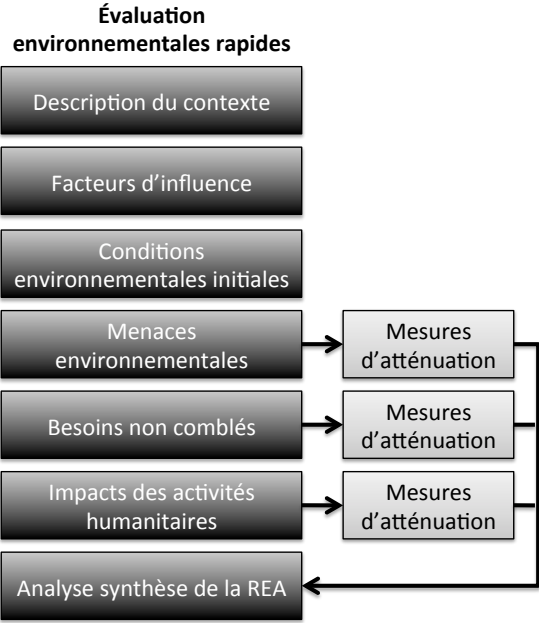 Évaluation
environnementales rapides
Description du contexte
Facteurs d'influence
Conditions
environnementales initiales
Menaces
environnementales
Mesures
d'atténuation
Besoins non comblés
Mesures
d'atténuation
Impacts des activités
humanitaires
Mesures
d'atténuation
Analyse synthèse de la REA